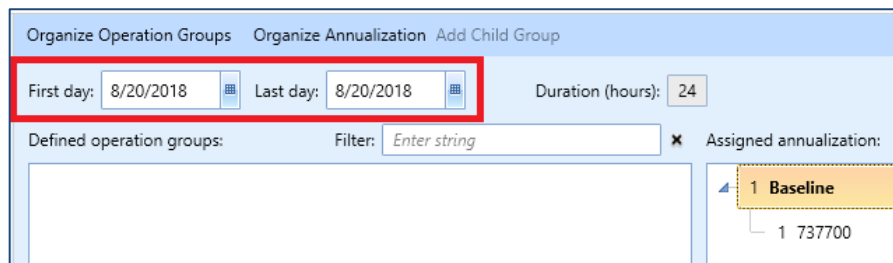 Organize Operation Groups Organize Annualization Add Child Group
First day: 8/20/2018 Last day: 8/20/2018 Duration (hours): 24
Defined operation groups: Filter: Enter string Assigned annualization:
1 Baseline
1 737700